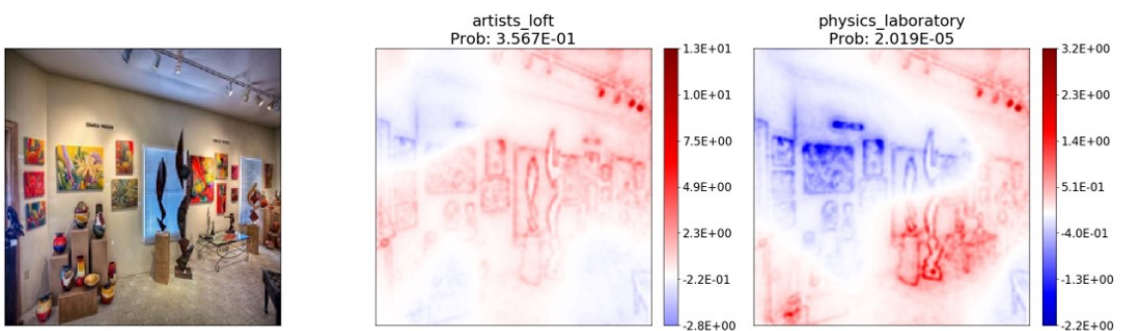 artists_loft
Prob: 3.567E-01
physics_laboratory
Prob: 2.019E-05
1.3E+01
1.0E+01
7.5E+00
4.9E+00
2.3E+00
-2.2E-01
-2.8E+00
3.2E+00
2.3E+00
1.4E+00
5.1E-01
-4.0E-01
-1.3E+00
-2.2E+00